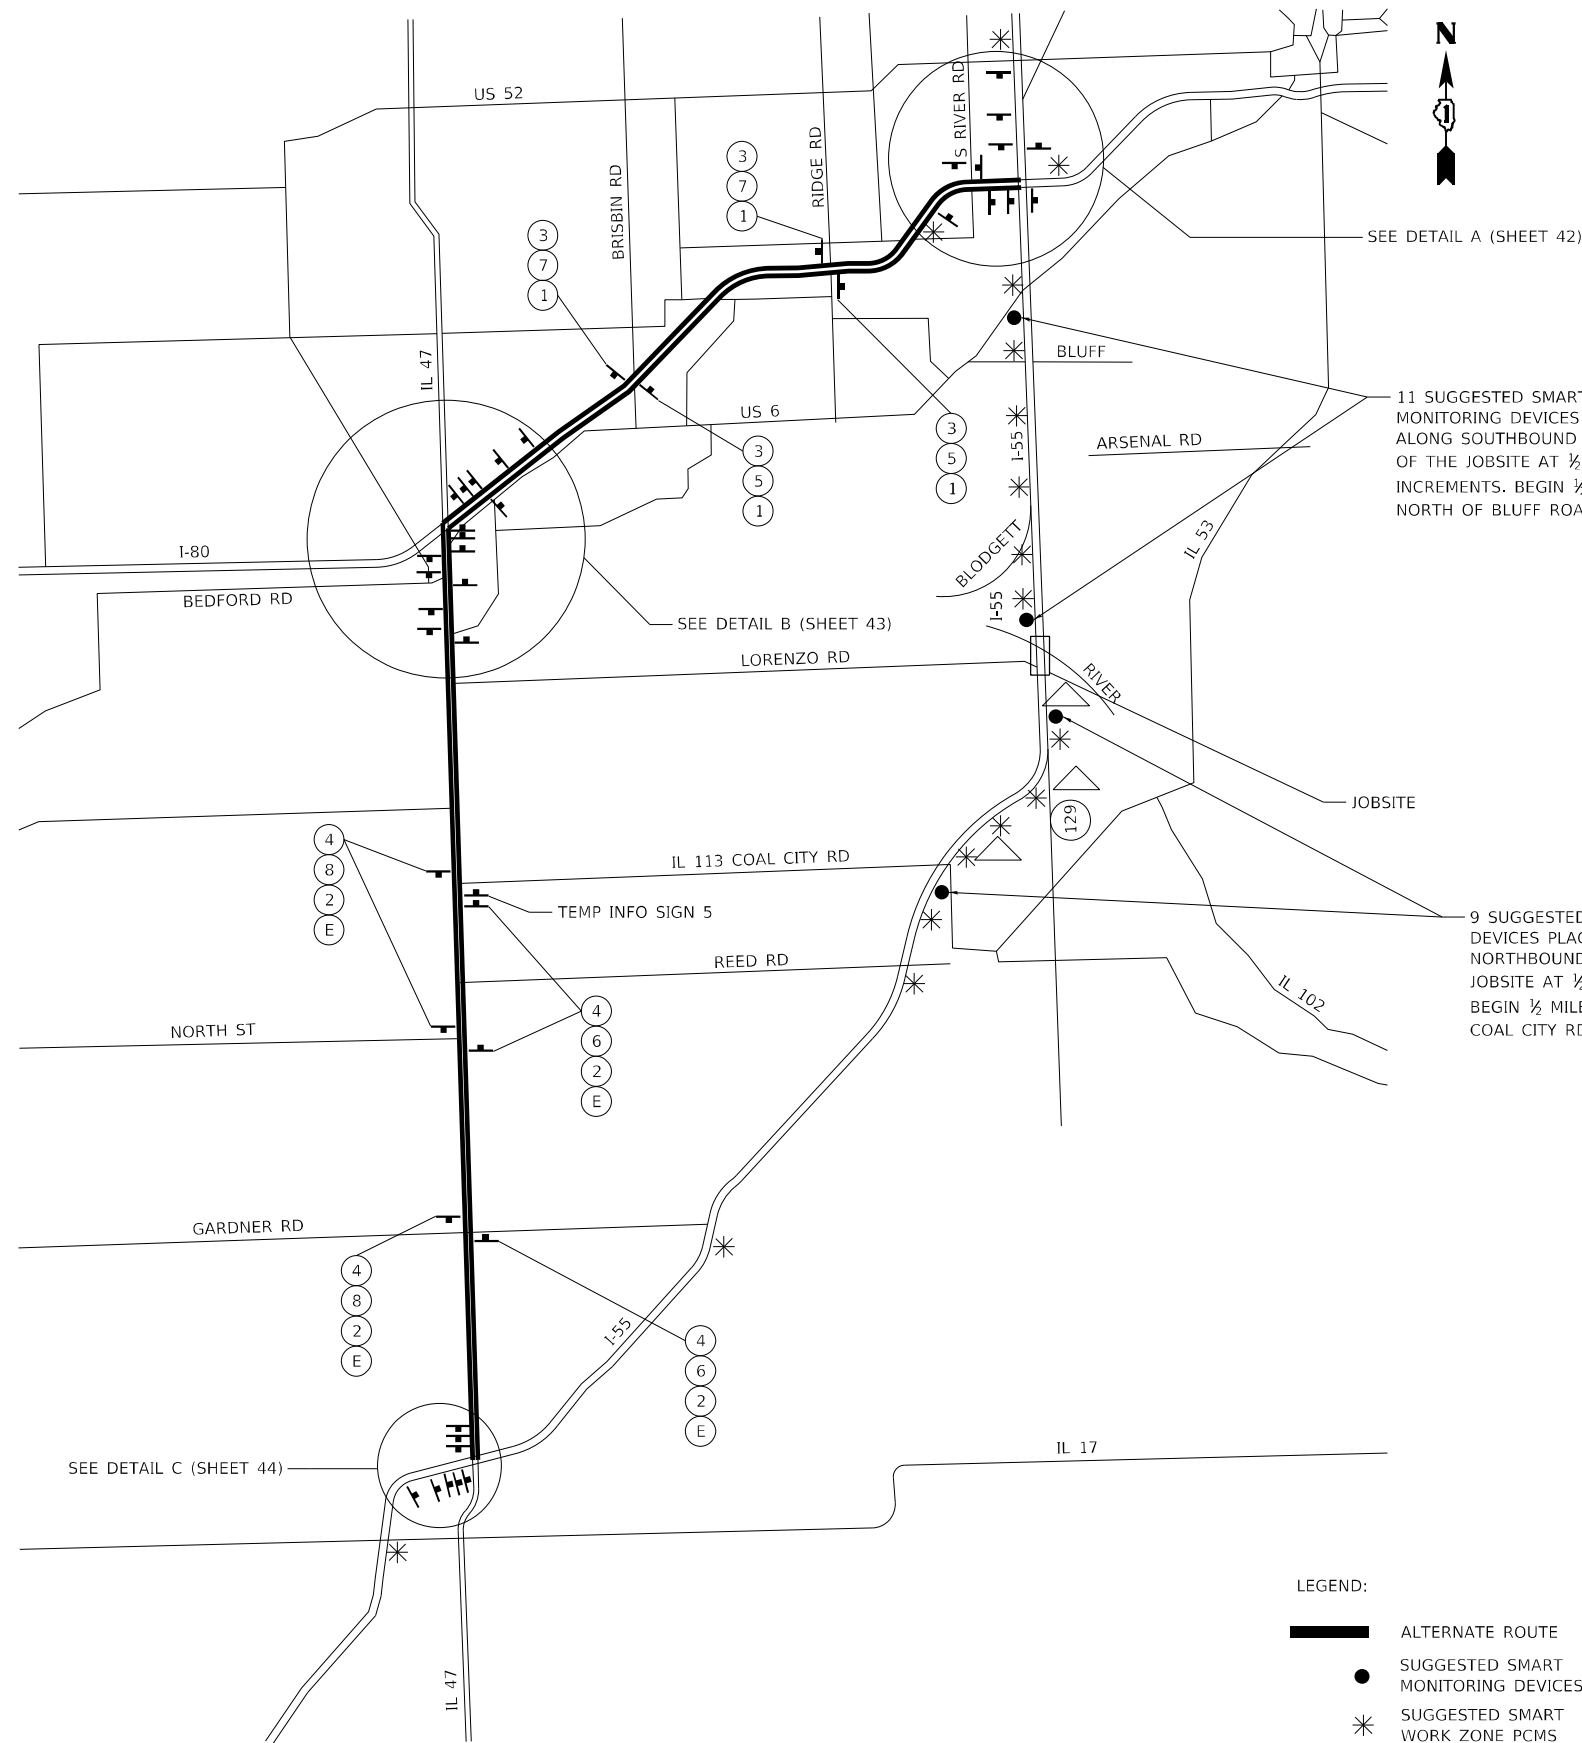 N
1
US 52
S RIVER RD
RIDGE RD
BRISBIN RD
3
7
1
3
7
1
SEE DETAIL A (SHEET 42)
IL 47
BLUFF
US 6
I-55
ARSENAL RD
11 SUGGESTED SMART
MONITORING DEVICES
ALONG SOUTHBOUND
OF THE JOBSITE AT ½
INCREMENTS. BEGIN ½
NORTH OF BLUFF ROA
3
5
1
3
5
1
I-80
BEDFORD RD
BLODGETT
IL 53
I-55
SEE DETAIL B (SHEET 43)
LORENZO RD
RIVER
JOBSITE
129
4
8
2
E
IL 113 COAL CITY RD
TEMP INFO SIGN 5
9 SUGGESTED
DEVICES PLAC
NORTHBOUND
JOBSITE AT ½
BEGIN ½ MILE
COAL CITY RD
REED RD
IL 102
NORTH ST
4
6
2
E
GARDNER RD
4
8
2
E
I-55
4
6
2
E
SEE DETAIL C (SHEET 44)
IL 17
IL 47
LEGEND:
ALTERNATE ROUTE
SUGGESTED SMART
MONITORING DEVICES
SUGGESTED SMART
WORK ZONE PCMS